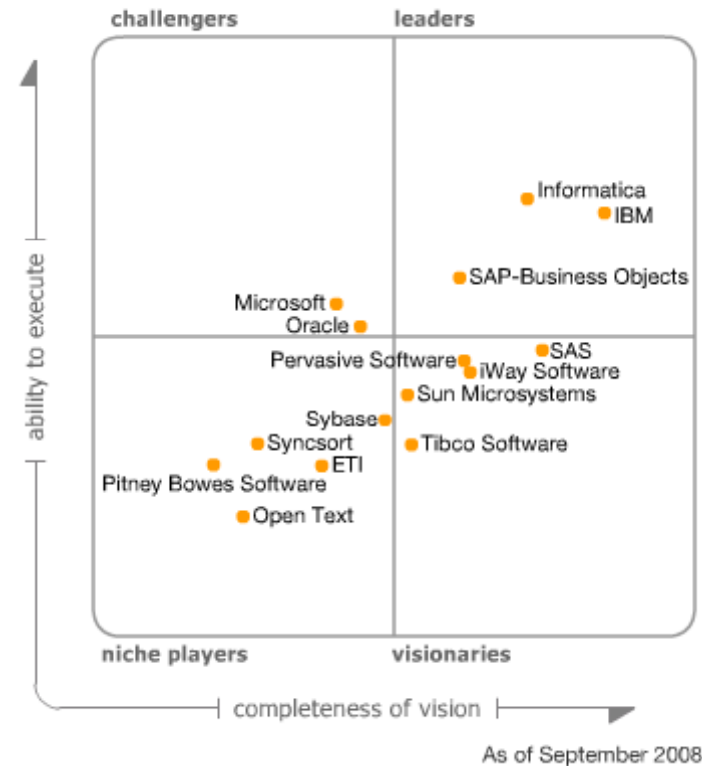 challengers
leaders
Informatica
IBM
SAP-Business Objects
Microsoft
Oracle
ability to execute
SAS
Pervasive Software
iWay Software
Sun Microsystems
Sybase
Syncsort
Tibco Software
ETI
Pitney Bowes Software
Open Text
niche players
visionaries
completeness of vision
As of September 2008